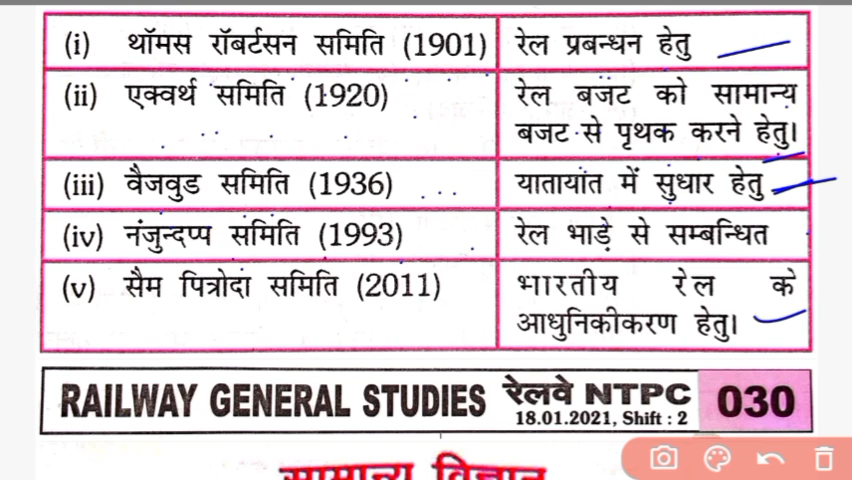 (i) थॉमस रॉबर्टसन समिति (1901) रेल प्रबन्धन हेतु
(ii) एक्वर्थ समिति (1920) रेल बजट को सामान्य
बजट से पृथक करने हेतु।
(iii) वैजवुड समिति (1936) यातायात में सुधार हेतु
(iv) नंजुन्दप्प समिति (1993) रेल भाड़े से सम्बन्धित
(v) सैम पित्रोदा समिति (2011) भारतीय रेल के
आधुनिकीकरण हेतु।
RAILWAY GENERAL STUDIES रेलवे NTPC 030
18.01.2021, Shift : 2
सामान्य विज्ञान